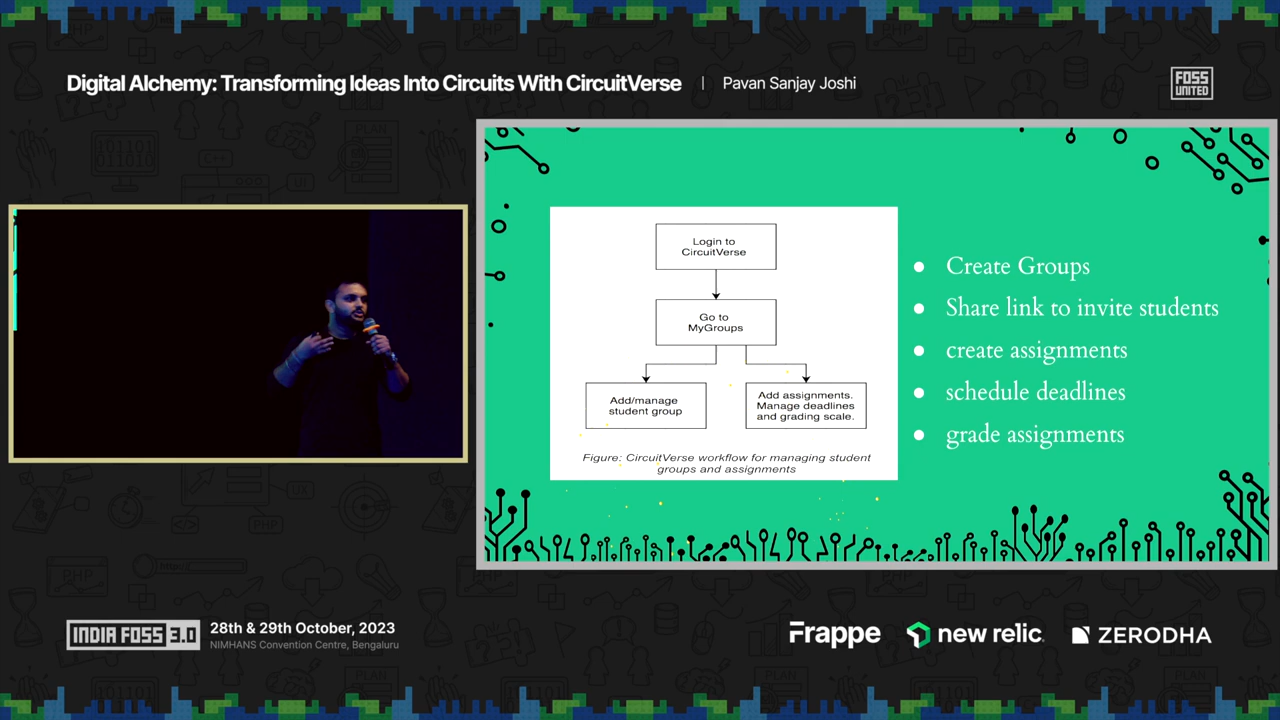 Digital Alchemy: Transforming Ideas Into Circuits With CircuitVerse | Pavan Sanjay Joshi
FOSS
UNITED
Login to
CircuitVerse
Go to
MyGroups
Add/manage
student group
Add assignments.
Manage deadlines
and grading scale.
Figure: CircuitVerse workflow for managing student
groups and assignments
● Create Groups
● Share link to invite students
● create assignments
● schedule deadlines
● grade assignments
INDIA FOSS 3.0
28th & 29th October, 2023
NIMHANS Convention Centre, Bengaluru
Frappe
new relic
ZERODHA